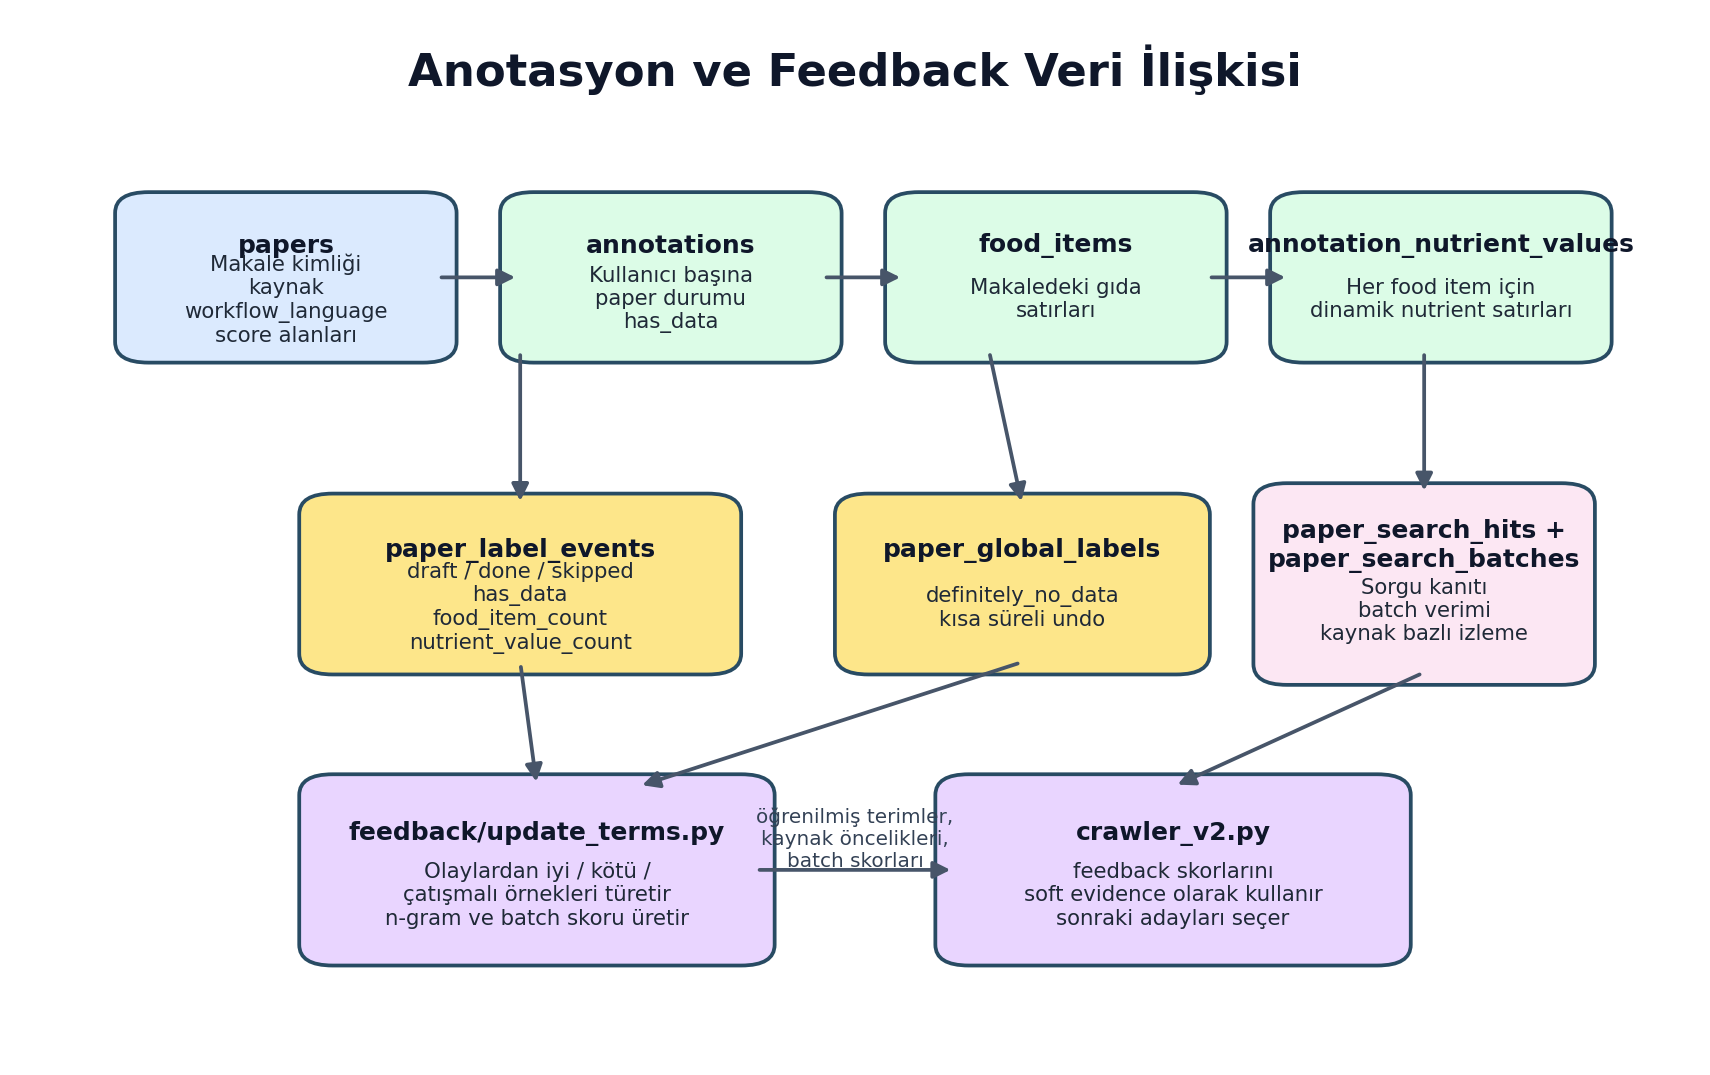 Anotasyon ve Feedback Veri İlişkisi
papers
Makale kimliği
kaynak
workflow_language
score alanları
annotations
Kullanıcı başına
paper durumu
has_data
food_items
Makaledeki gıda
satırları
annotation_nutrient_values
Her food item için
dinamik nutrient satırları
paper_label_events
draft / done / skipped
has_data
food_item_count
nutrient_value_count
paper_global_labels
definitely_no_data
kısa süreli undo
paper_search_hits +
paper_search_batches
Sorgu kanıtı
batch verimi
kaynak bazlı izleme
feedback/update_terms.py
Olaylardan iyi / kötü /
çatışmalı örnekleri türetir
n-gram ve batch skoru üretir
öğrenilmiş terimler,
kaynak öncelikleri,
batch skorları
crawler_v2.py
feedback skorlarını
soft evidence olarak kullanır
sonraki adayları seçer